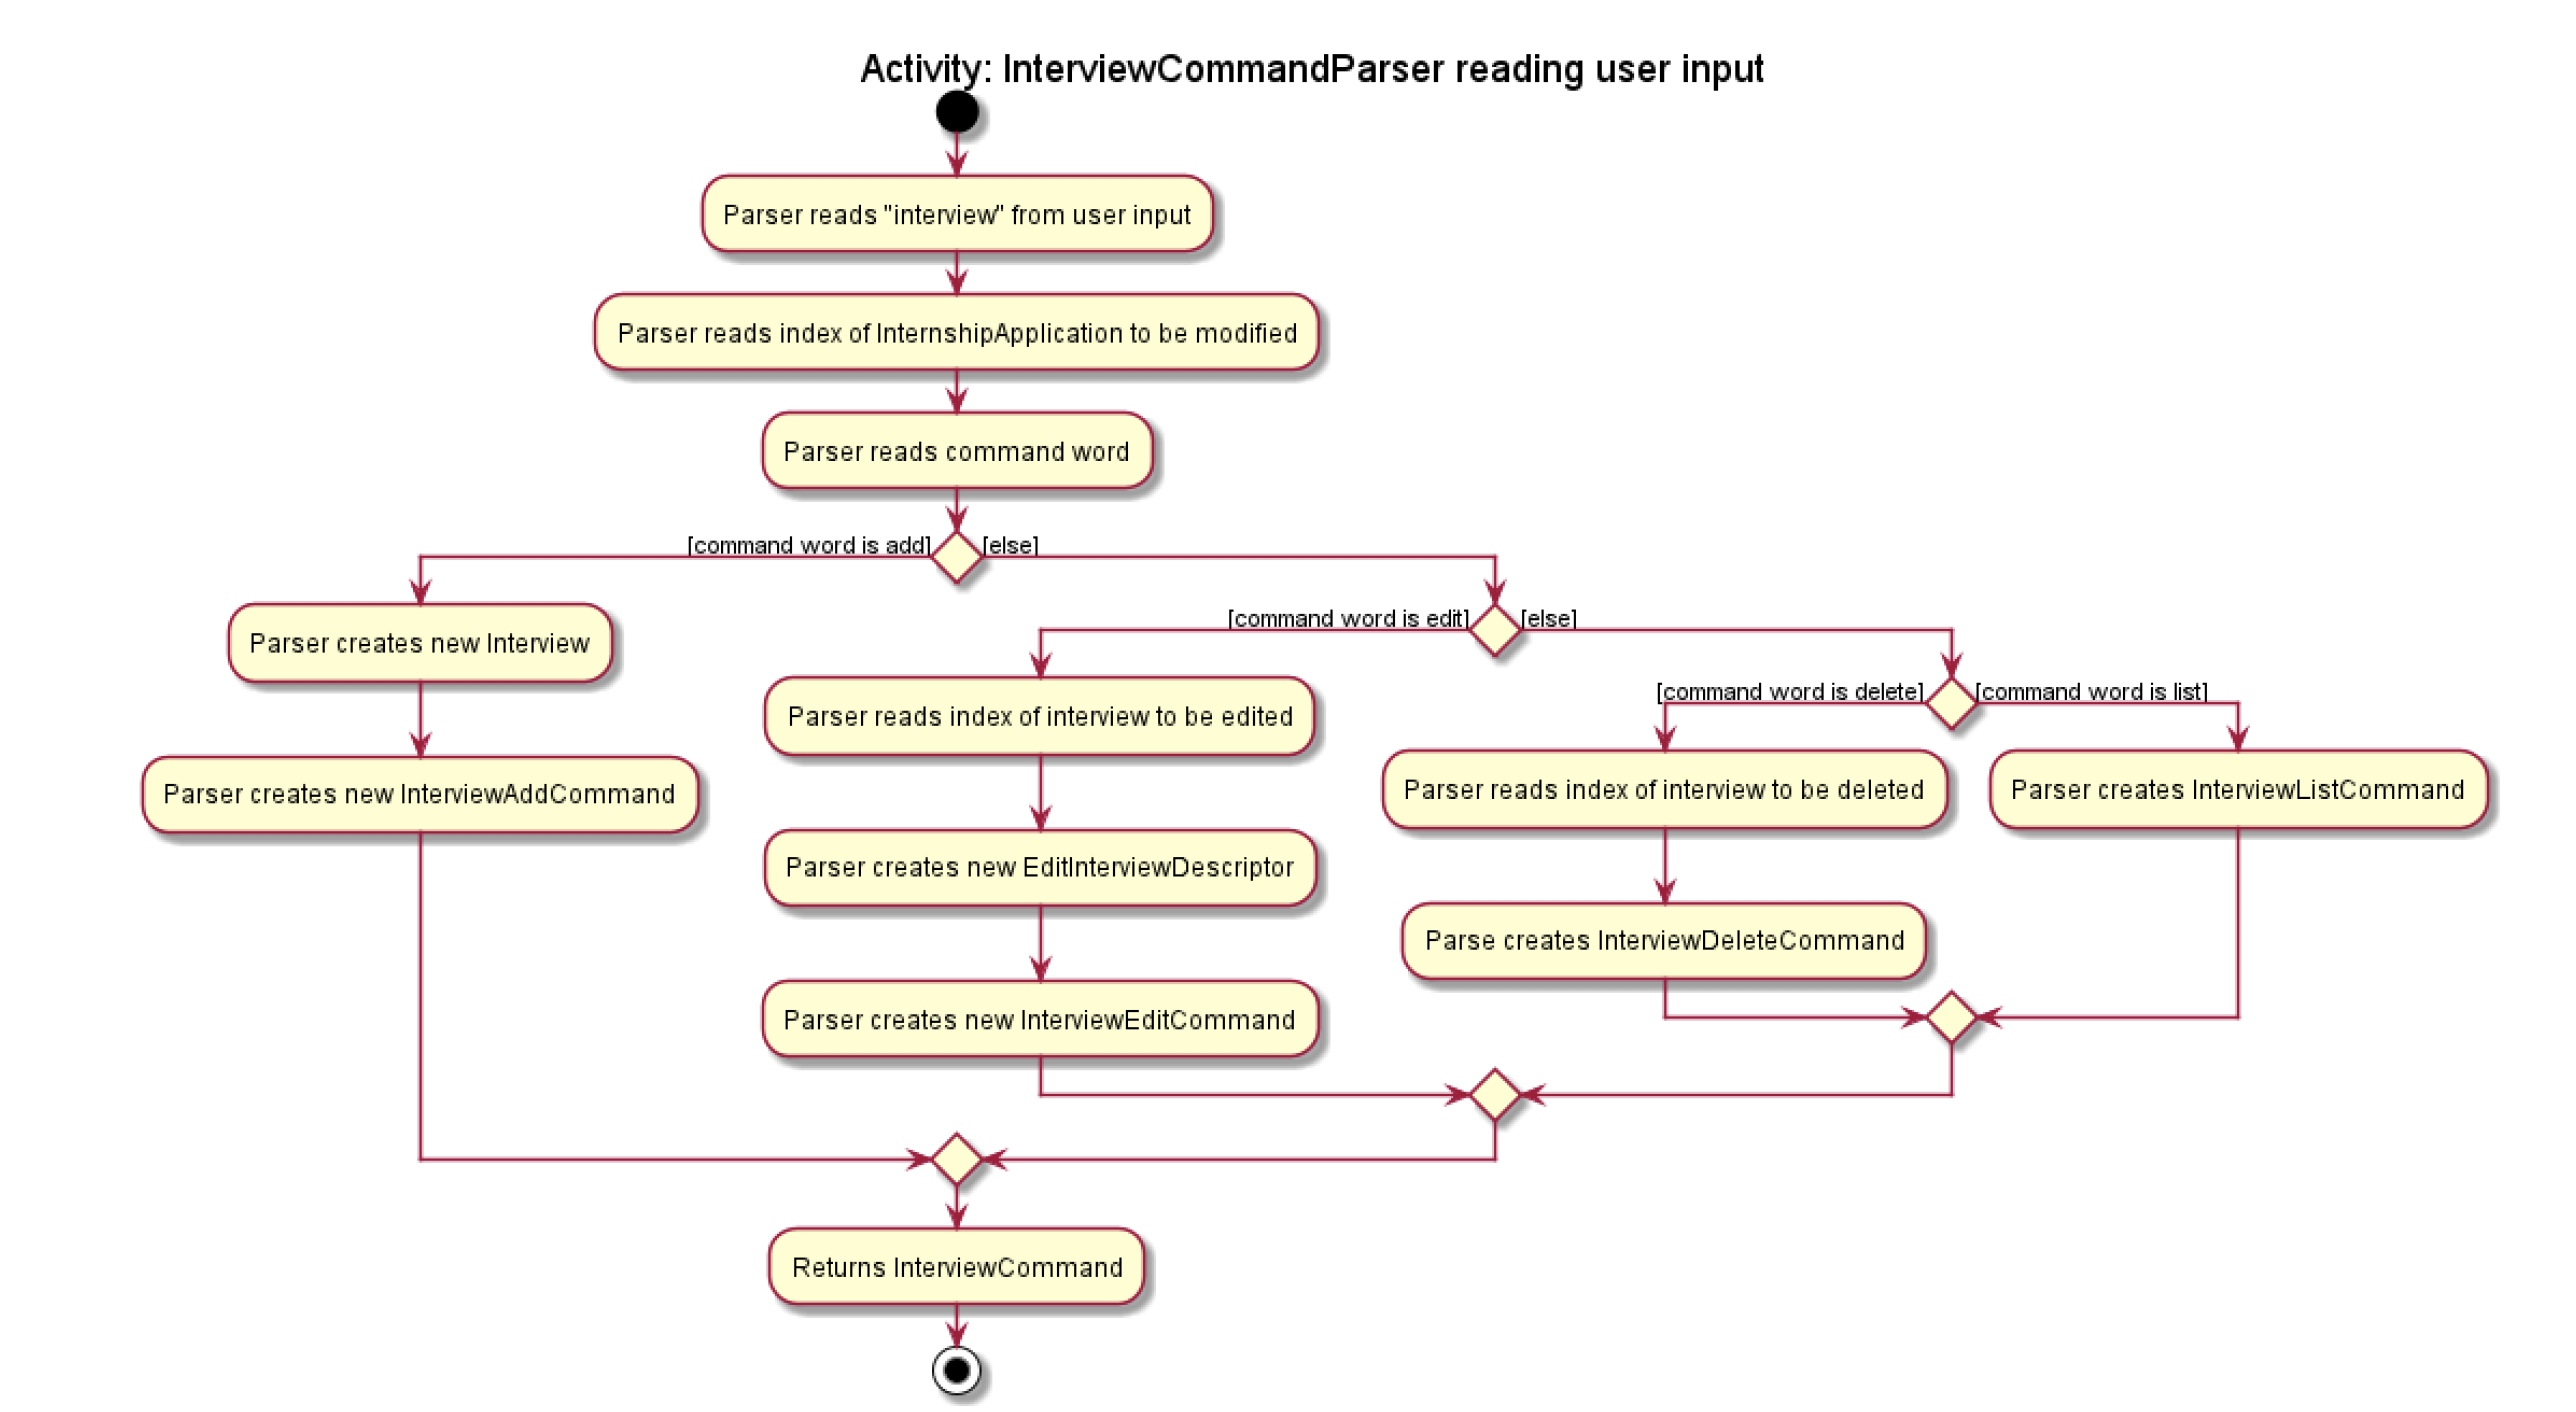 Activity: InterviewCommandParser reading user input
Parser reads "interview" from user input
Parser reads index of InternshipApplication to be modified
Parser reads command word
[command word is add]
[else]
Parser creates new Interview
Parser creates new InterviewAddCommand
[command word is edit]
[else]
Parser reads index of interview to be edited
Parser creates new EditInterviewDescriptor
Parser creates new InterviewEditCommand
[command word is delete]
[command word is list]
Parser reads index of interview to be deleted
Parse creates InterviewDeleteCommand
Parser creates InterviewListCommand
Returns InterviewCommand